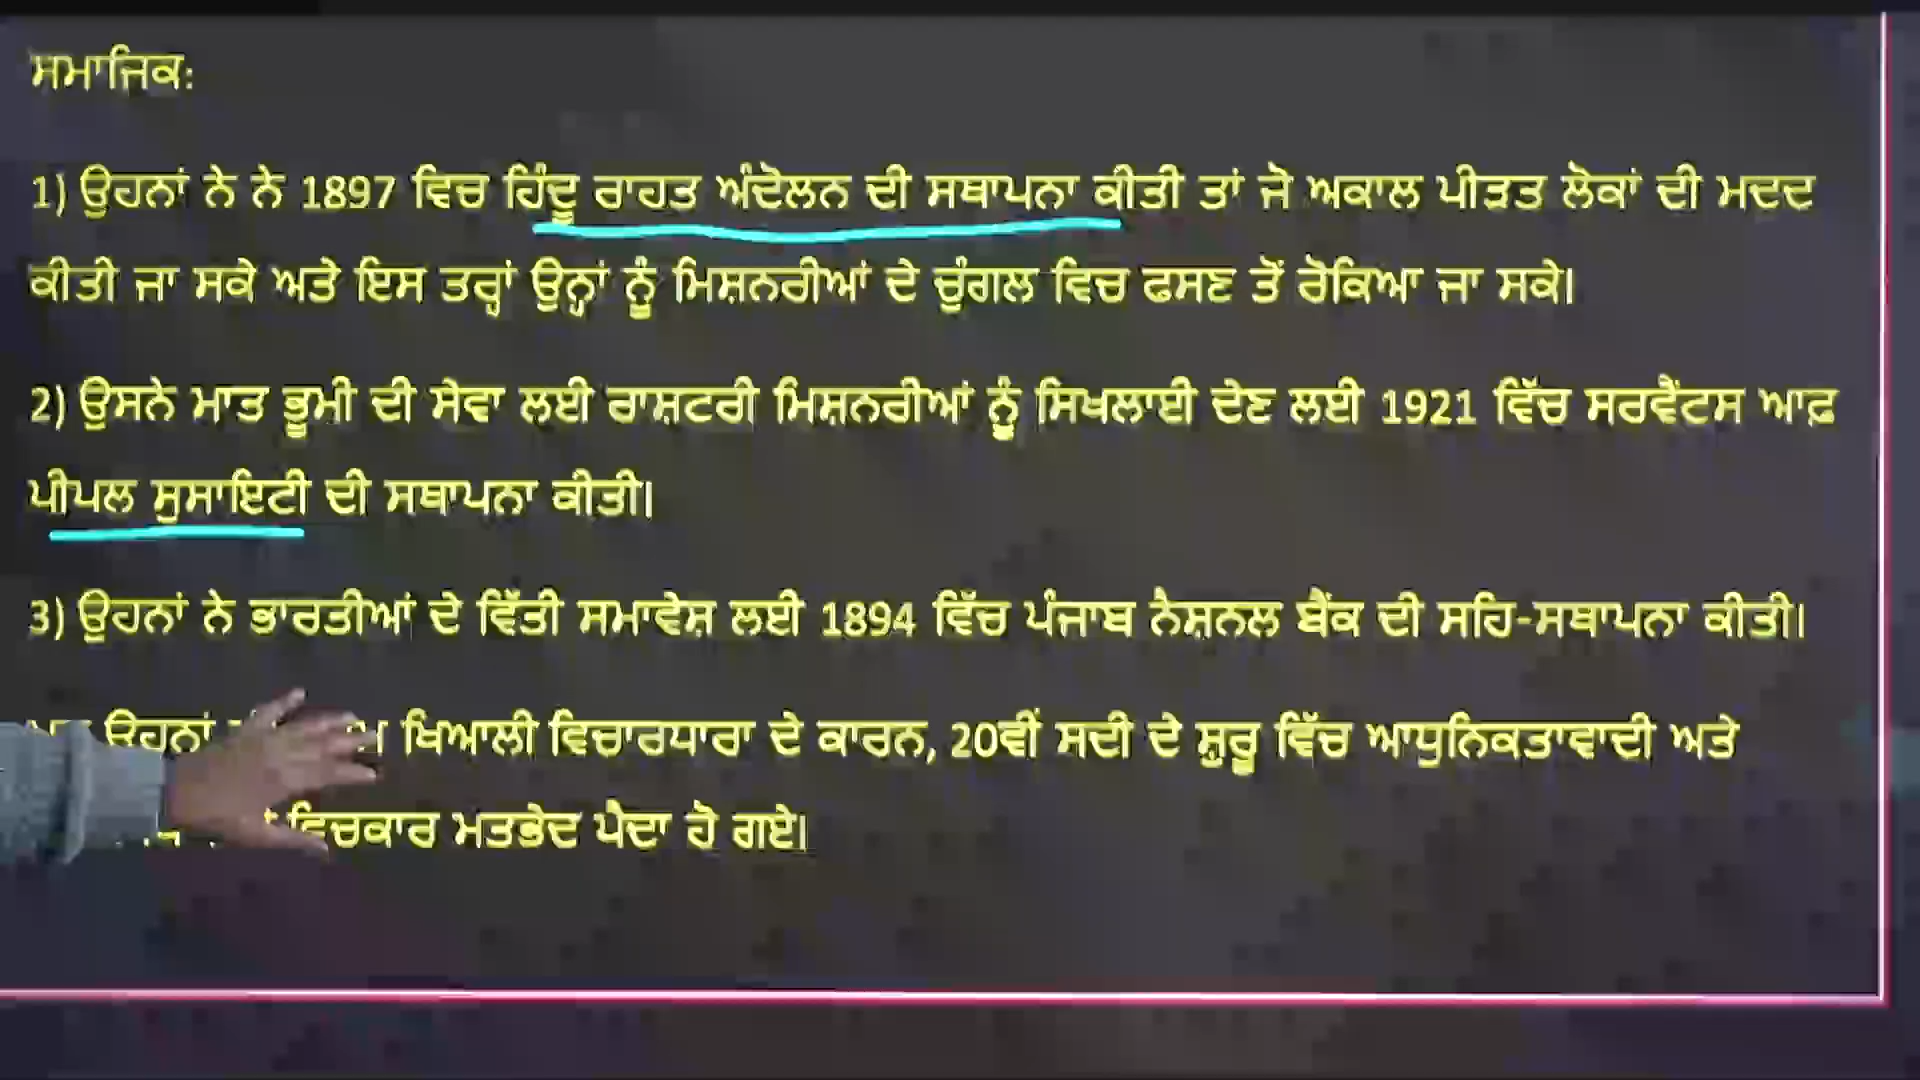 ਸਮਾਜਿਕ:
1) ਉਹਨਾਂ ਨੇ ਨੇ 1897 ਵਿਚ ਹਿੰਦੂ ਰਾਹਤ ਅੰਦੋਲਨ ਦੀ ਸਥਾਪਨਾ ਕੀਤੀ ਤਾਂ ਜੋ ਅਕਾਲ ਪੀੜਤ ਲੋਕਾਂ ਦੀ ਮਦਦ
ਕੀਤੀ ਜਾ ਸਕੇ ਅਤੇ ਇਸ ਤਰ੍ਹਾਂ ਉਨ੍ਹਾਂ ਨੂੰ ਮਿਸ਼ਨਰੀਆਂ ਦੇ ਚੁੰਗਲ ਵਿਚ ਫਸਣ ਤੋਂ ਰੋਕਿਆ ਜਾ ਸਕੇ।
2) ਉਸਨੇ ਮਾਤ ਭੂਮੀ ਦੀ ਸੇਵਾ ਲਈ ਰਾਸ਼ਟਰੀ ਮਿਸ਼ਨਰੀਆਂ ਨੂੰ ਸਿਖਲਾਈ ਦੇਣ ਲਈ 1921 ਵਿੱਚ ਸਰਵੈਂਟਸ ਆਫ਼
ਪੀਪਲ ਸੁਸਾਇਟੀ ਦੀ ਸਥਾਪਨਾ ਕੀਤੀ।
3) ਉਹਨਾਂ ਨੇ ਭਾਰਤੀਆਂ ਦੇ ਵਿੱਤੀ ਸਮਾਵੇਸ਼ ਲਈ 1894 ਵਿੱਚ ਪੰਜਾਬ ਨੈਸ਼ਨਲ ਬੈਂਕ ਦੀ ਸਹਿ-ਸਥਾਪਨਾ ਕੀਤੀ।
ਉਹਨਾਂ ਖਿਆਲੀ ਵਿਚਾਰਧਾਰਾ ਦੇ ਕਾਰਨ, 20ਵੀਂ ਸਦੀ ਦੇ ਸ਼ੁਰੂ ਵਿੱਚ ਆਧੁਨਿਕਤਾਵਾਦੀ ਅਤੇ
ਵਿਚਕਾਰ ਮਤਭੇਦ ਪੈਦਾ ਹੋ ਗਏ।